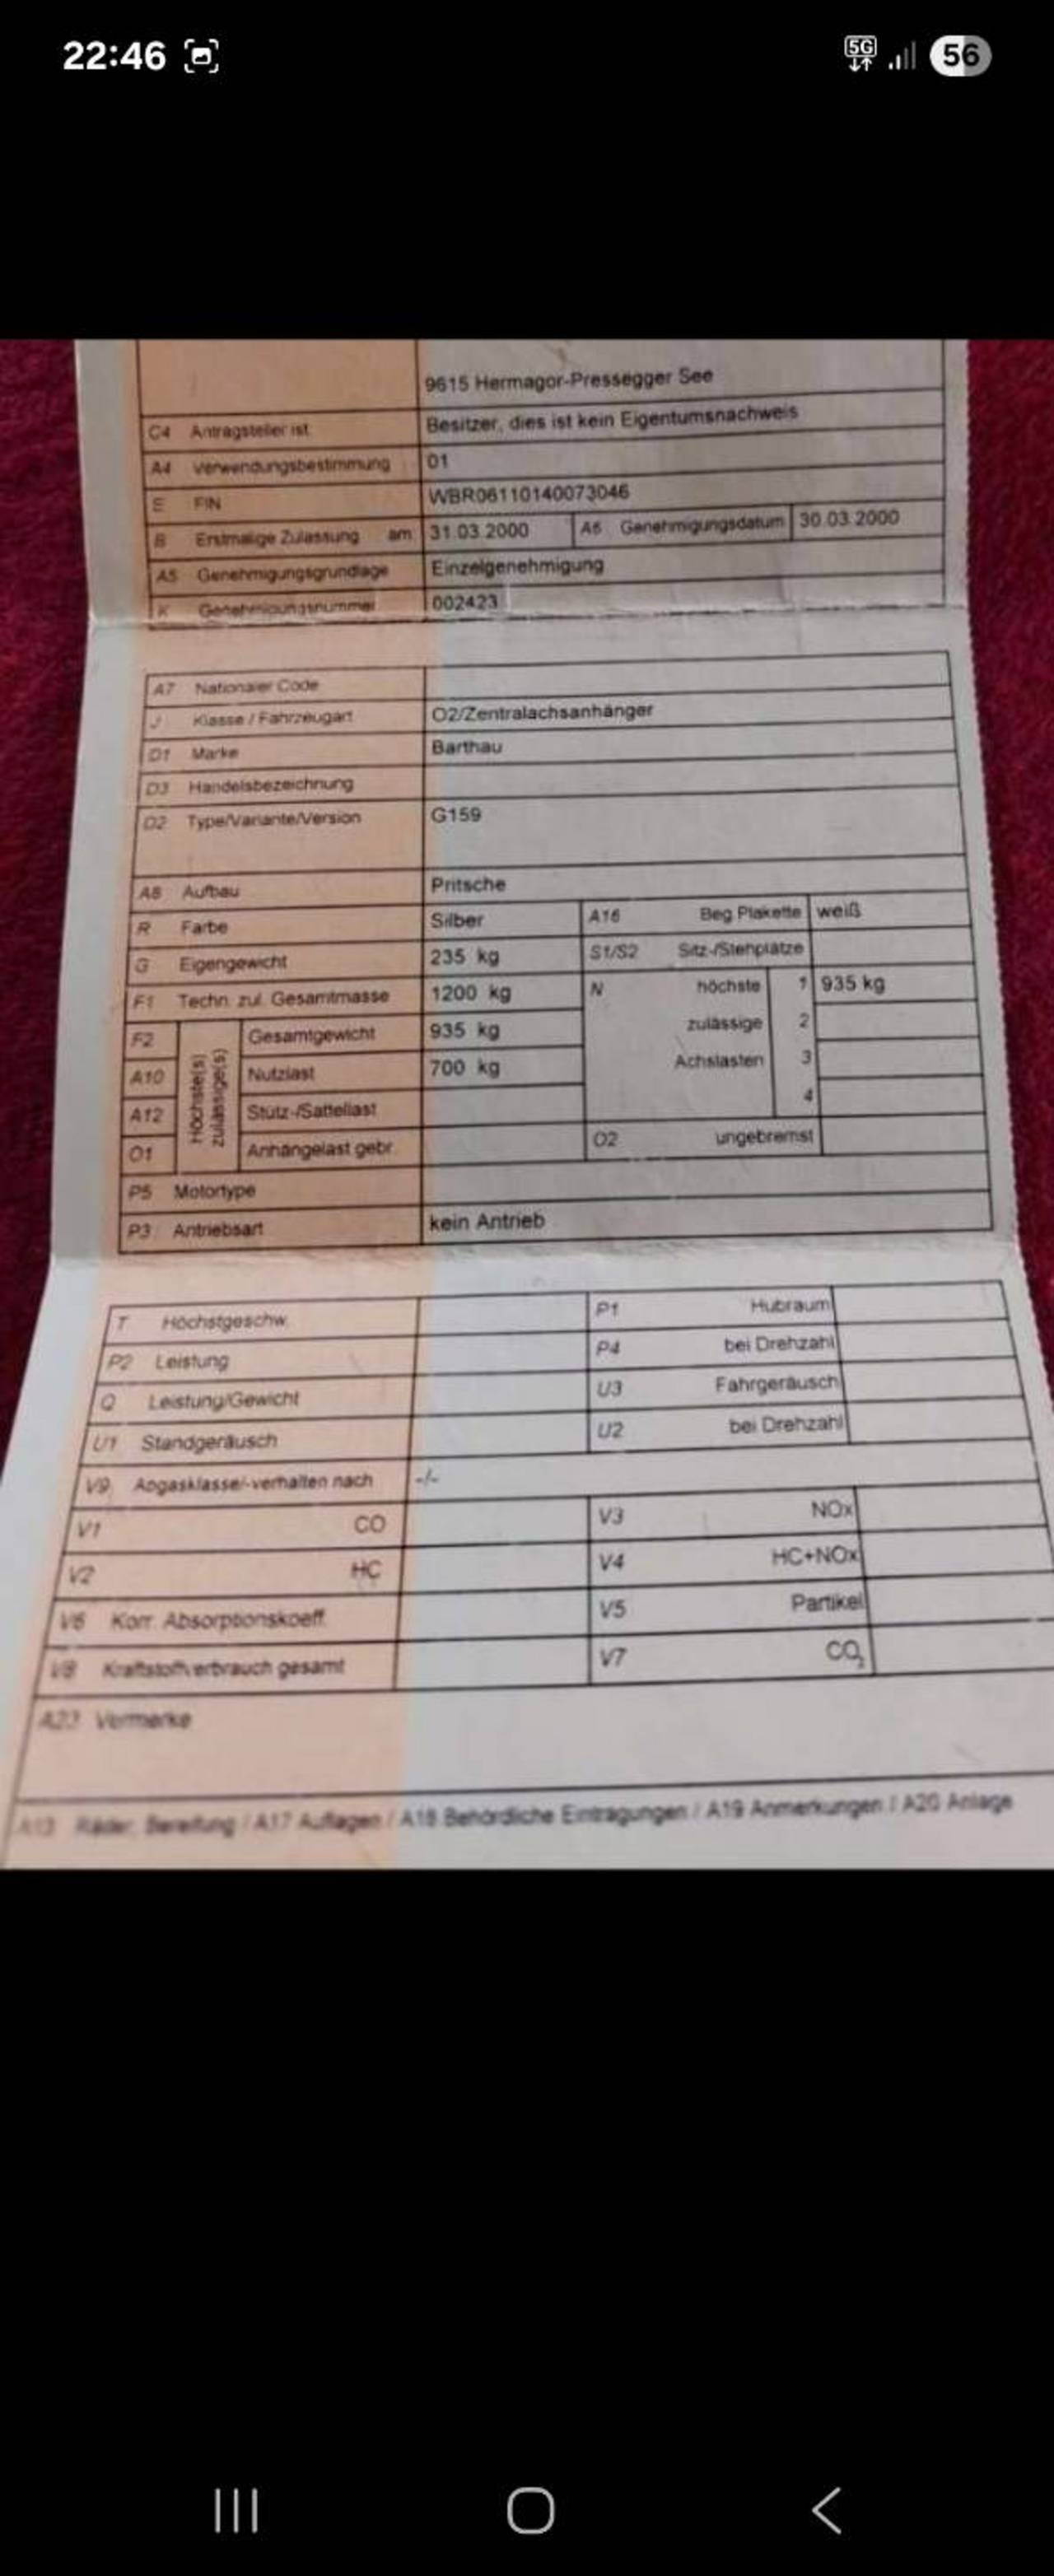 22:46
5G
56
9615 Hermagor-Pressegger See
C4 Antragsteller ist Besitzer, dies ist kein Eigentumsnachweis
A4 Verwendungsbestimmung 01
E FIN WBR06110140073046
B Erstmalige Zulassung am 31.03.2000 A6 Genehmigungsdatum 30.03.2000
A5 Genehmigungsgrundlage Einzelgenehmigung
K Genehmigungsnummer 002423
A7 Nationaler Code
J Klasse / Fahrzeugart O2/Zentralachsanhänger
D1 Marke Barthau
D3 Handelsbezeichnung
D2 Type/Variante/Version G159
A8 Aufbau Pritsche
R Farbe Silber A16 Beg Plakette weiß
G Eigengewicht 235 kg S1/S2 Sitz-/Stehplätze
F1 Techn. zul. Gesamtmasse 1200 kg N höchste 1 935 kg
F2 Höchste(s) zulässige(s) Gesamtgewicht 935 kg zulässige 2
A10 Nutzlast 700 kg Achslasten 3
A12 Stütz-/Sattellast 4
O1 Anhängelast gebr. O2 ungebremst
P5 Motortype
P3 Antriebsart kein Antrieb
T Höchstgeschw. P1 Hubraum
P2 Leistung P4 bei Drehzahl
Q Leistung/Gewicht U3 Fahrgeräusch
U1 Standgeräusch U2 bei Drehzahl
V9 Abgasklasse/-verhalten nach -/-
V1 CO V3 NOx
V2 HC V4 HC+NOx
V6 Korr. Absorptionskoeff. V5 Partikel
V8 Kraftstoffverbrauch gesamt V7 CO₂
A22 Vermerke
A13 Räder, Bereifung / A17 Auflagen / A18 Behördliche Eintragungen / A19 Anmerkungen / A20 Anlage